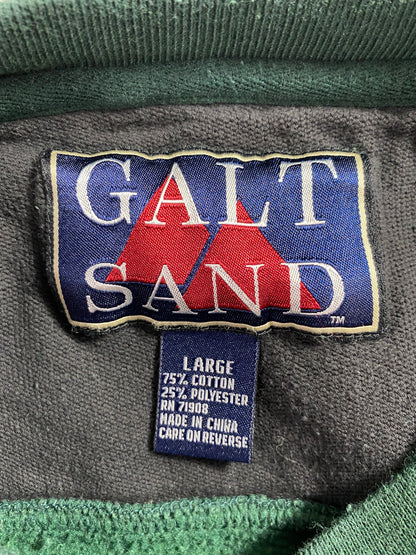 GALT
SAND
TM
LARGE
75% COTTON
25% POLYESTER
RN 71908
MADE IN CHINA
CARE ON REVERSE